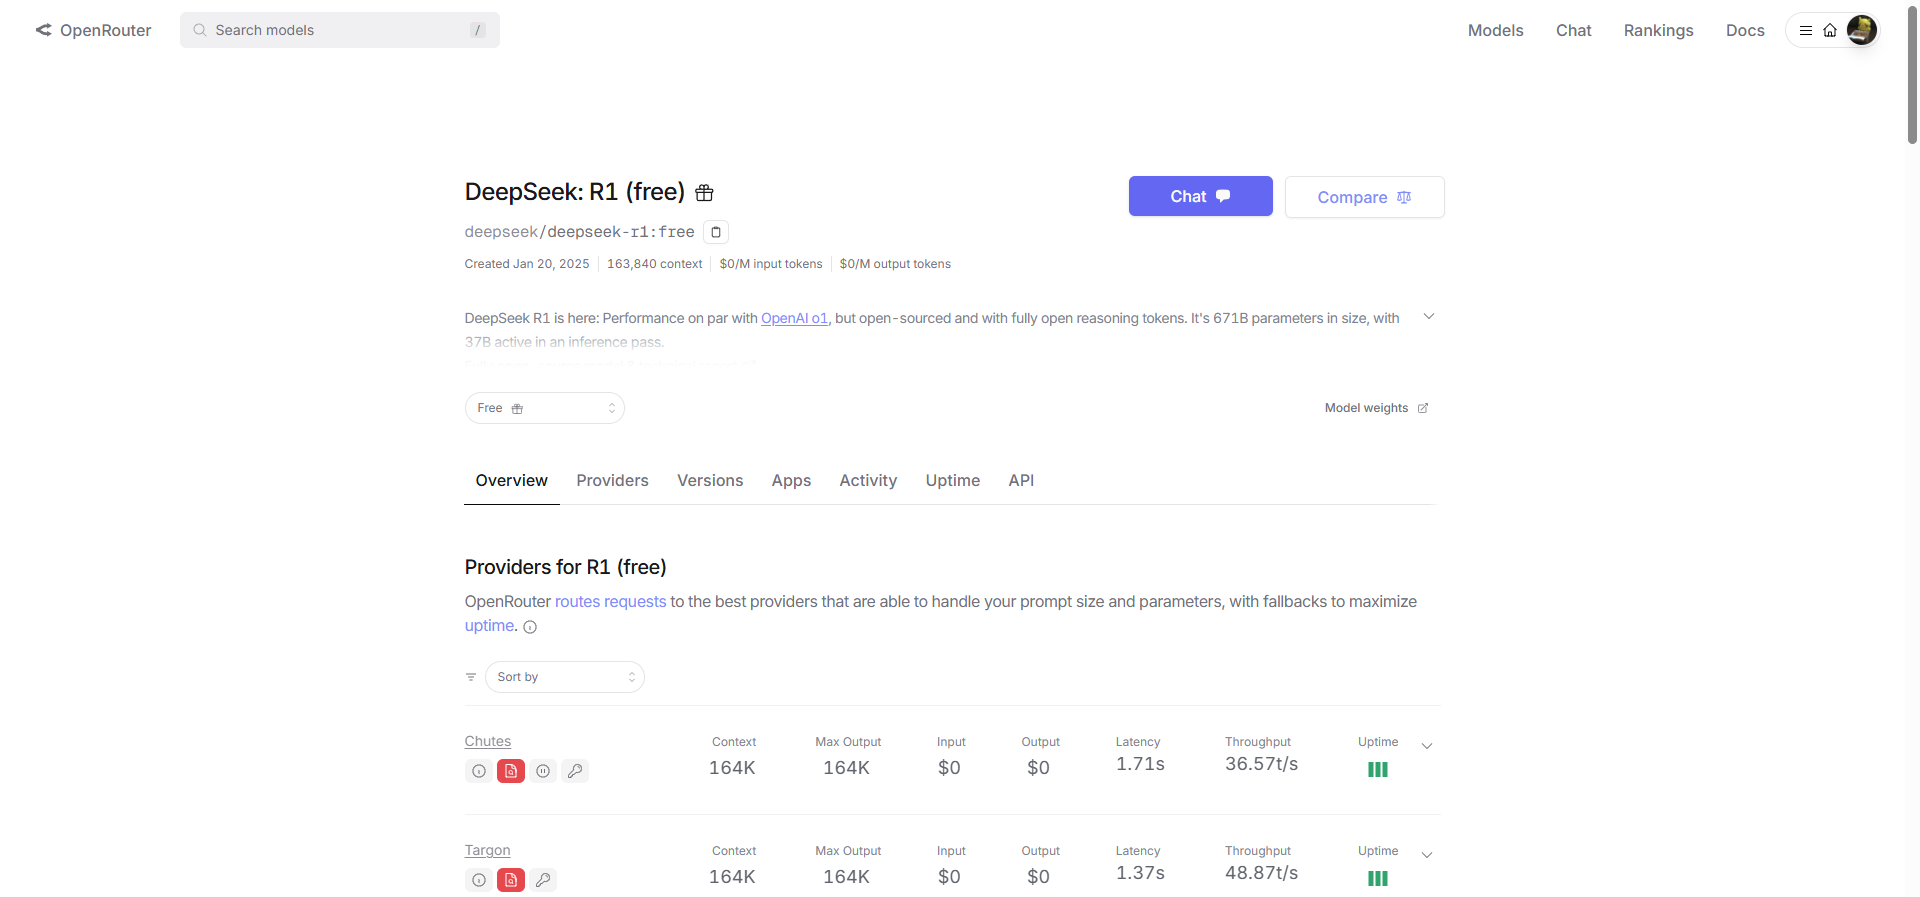 OpenRouter
Search models
/
Models
Chat
Rankings
Docs
DeepSeek: R1 (free)
Chat
Compare
deepseek/deepseek-r1:free
Created Jan 20, 2025
163,840 context
$0/M input tokens
$0/M output tokens
DeepSeek R1 is here: Performance on par with OpenAI o1, but open-sourced and with fully open reasoning tokens. It's 671B parameters in size, with
37B active in an inference pass.
Free
Model weights
Overview
Providers
Versions
Apps
Activity
Uptime
API
Providers for R1 (free)
OpenRouter routes requests to the best providers that are able to handle your prompt size and parameters, with fallbacks to maximize
uptime.
Sort by
Chutes
Context
Max Output
Input
Output
Latency
Throughput
Uptime
164K
164K
$0
$0
1.71s
36.57t/s
Targon
Context
Max Output
Input
Output
Latency
Throughput
Uptime
164K
164K
$0
$0
1.37s
48.87t/s